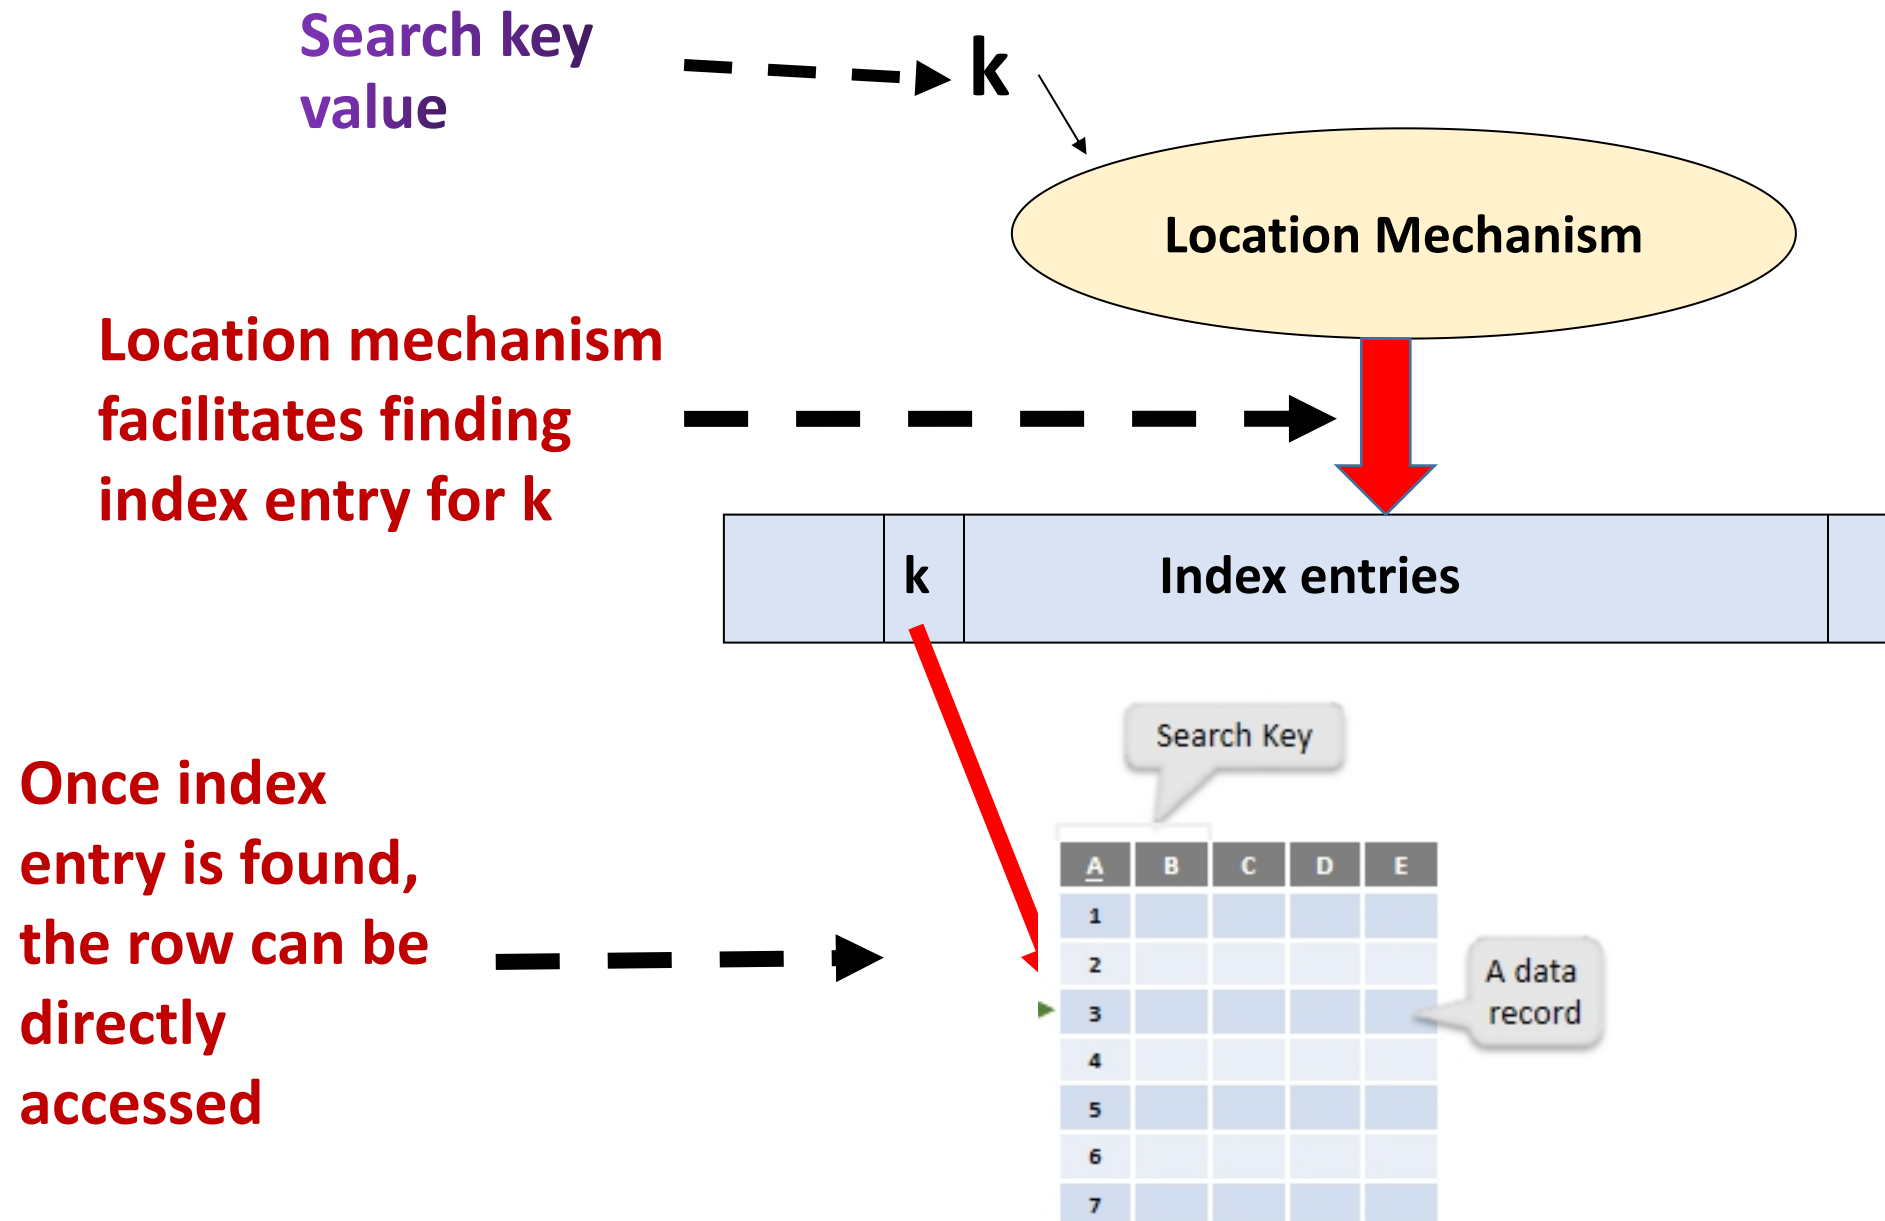 Search key
value
k
Location Mechanism
Location mechanism
facilitates finding
index entry for k
k
Index entries
Search Key
Once index
entry is found,
the row can be
directly
accessed
A B C D E
1
2
A data
record
3
4
5
6
7